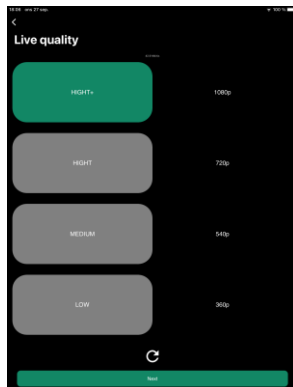 Live quality
HIGHT+ 1080p
HIGHT 720p
MEDIUM 540p
LOW 360p
Next